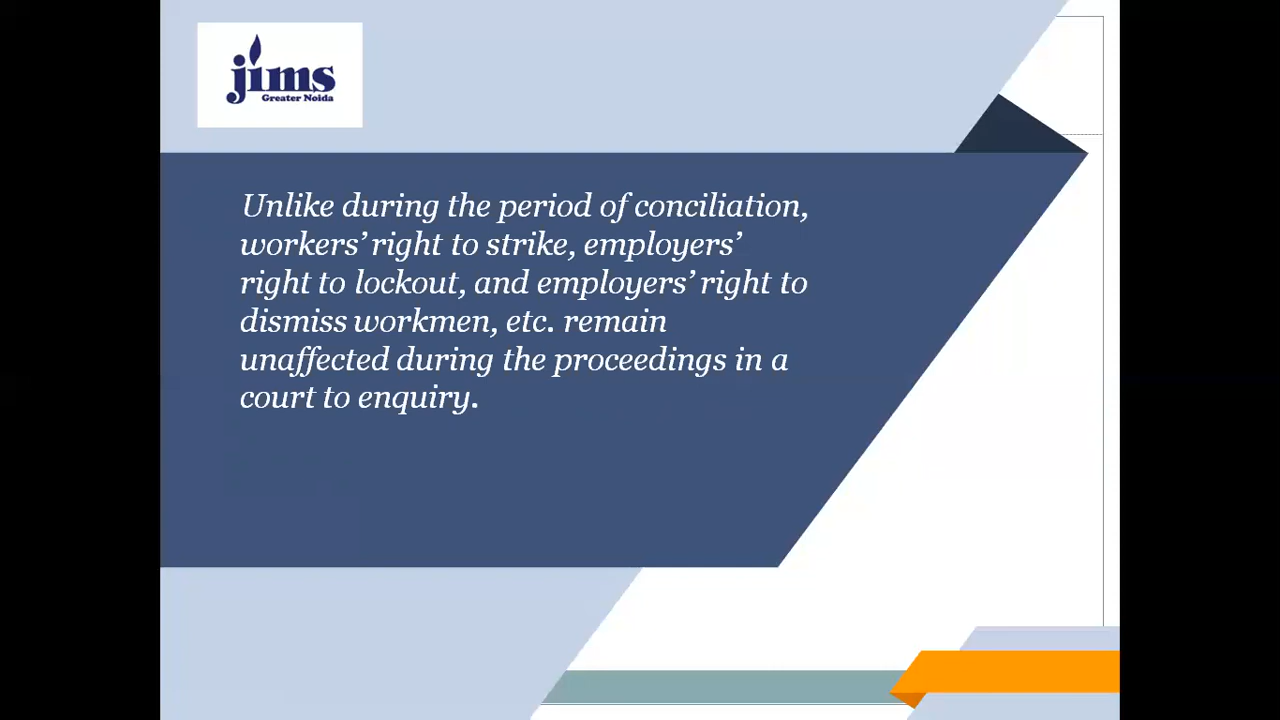 jims
Greater Noida
Unlike during the period of conciliation,
workers’ right to strike, employers’
right to lockout, and employers’ right to
dismiss workmen, etc. remain
unaffected during the proceedings in a
court to enquiry.